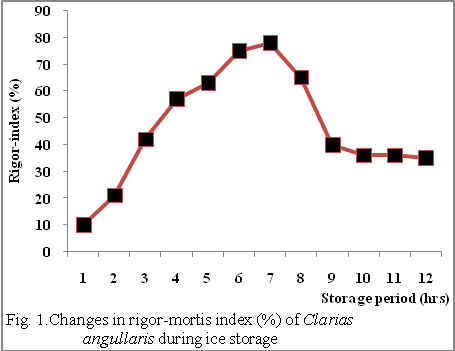 90
80
70
60
50
40
30
20
10
0
Rigor-index (%)
1 2 3 4 5 6 7 8 9 10 11 12
Storage period (hrs)
Fig. 1.Changes in rigor-mortis index (%) of Clarias
angullaris during ice storage